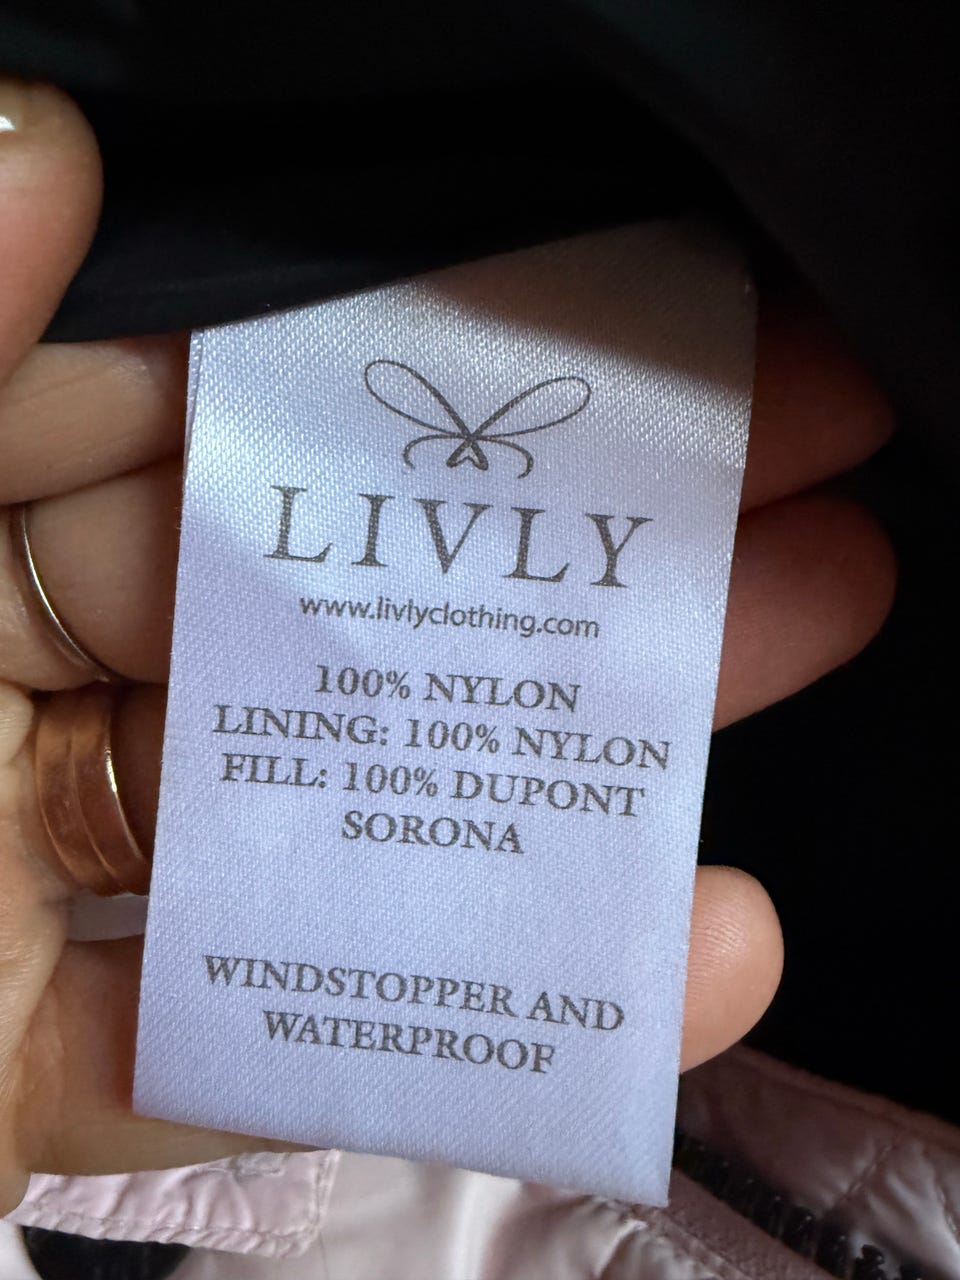 LIVLY
www.livlyclothing.com
100% NYLON
LINING: 100% NYLON
FILL: 100% DUPONT
SORONA
WINDSTOPPER AND
WATERPROOF